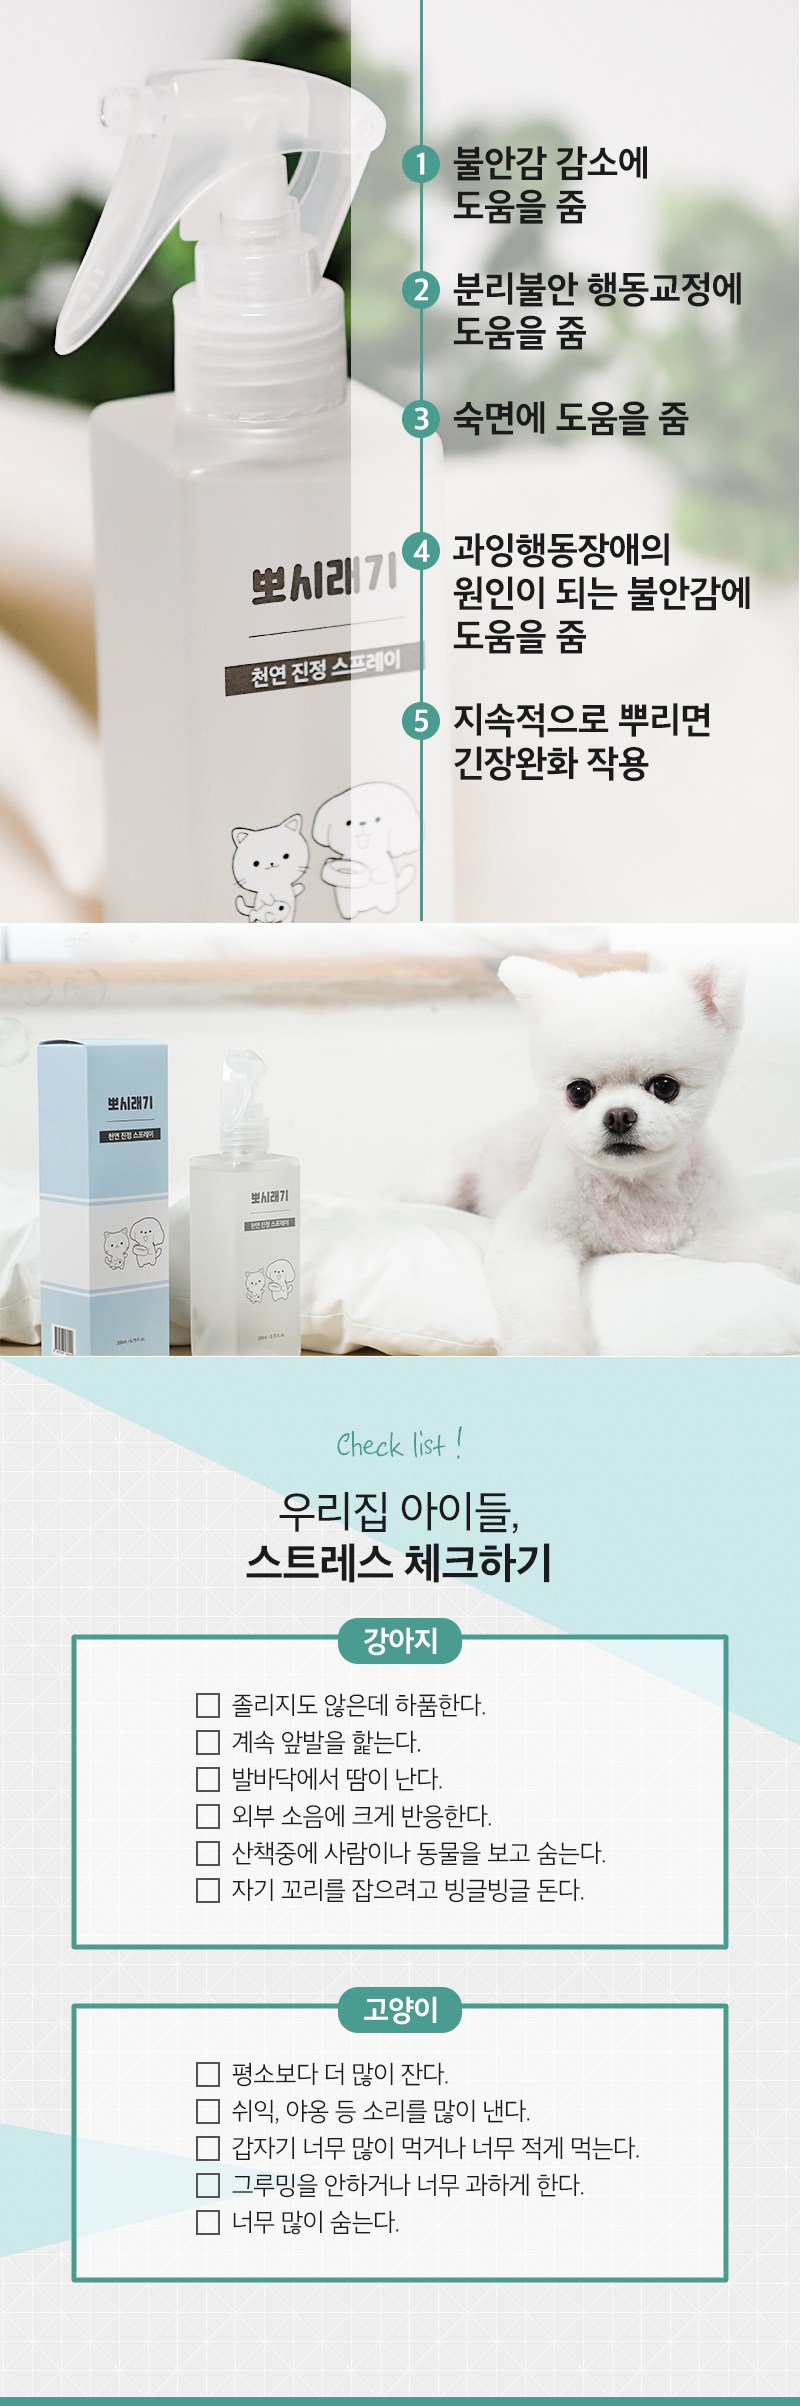 1 불안감 감소에
도움을 줌
2 분리불안 행동교정에
도움을 줌
3 숙면에 도움을 줌
4 과잉행동장애의
원인이 되는 불안감에
도움을 줌
5 지속적으로 뿌리면
긴장완화 작용
뽀시래기
천연 진정 스프레이
뽀시래기
천연 진정 스프레이
뽀시래기
천연 진정 스프레이
Check list !
우리집 아이들,
스트레스 체크하기
강아지
졸리지도 않은데 하품한다.
계속 앞발을 핥는다.
발바닥에서 땀이 난다.
외부 소음에 크게 반응한다.
산책중에 사람이나 동물을 보고 숨는다.
자기 꼬리를 잡으려고 빙글빙글 돈다.
고양이
평소보다 더 많이 잔다.
쉬익, 야옹 등 소리를 많이 낸다.
갑자기 너무 많이 먹거나 너무 적게 먹는다.
그루밍을 안하거나 너무 과하게 한다.
너무 많이 숨는다.